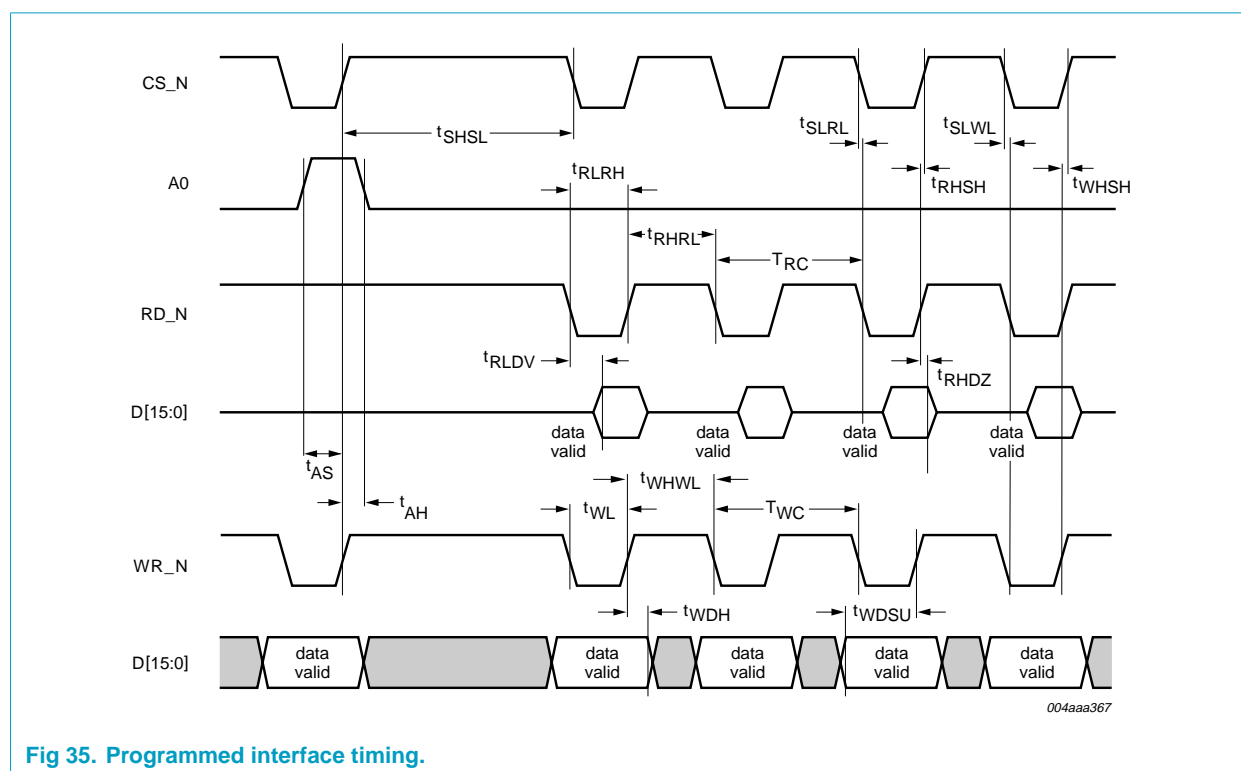 CS_N
tSHSL
tSLRL
tSLWL
A0
tRLRH
tRHSH
tWHSH
tRHRL
TRC
RD_N
tRLDV
tRHDZ
D[15:0]
data valid
data valid
data valid
data valid
tAS
tWHWL
tAH
tWL
TWC
WR_N
tWDH
tWDSU
D[15:0]
data valid
data valid
data valid
data valid
data valid
004aaa367
Fig 35. Programmed interface timing.